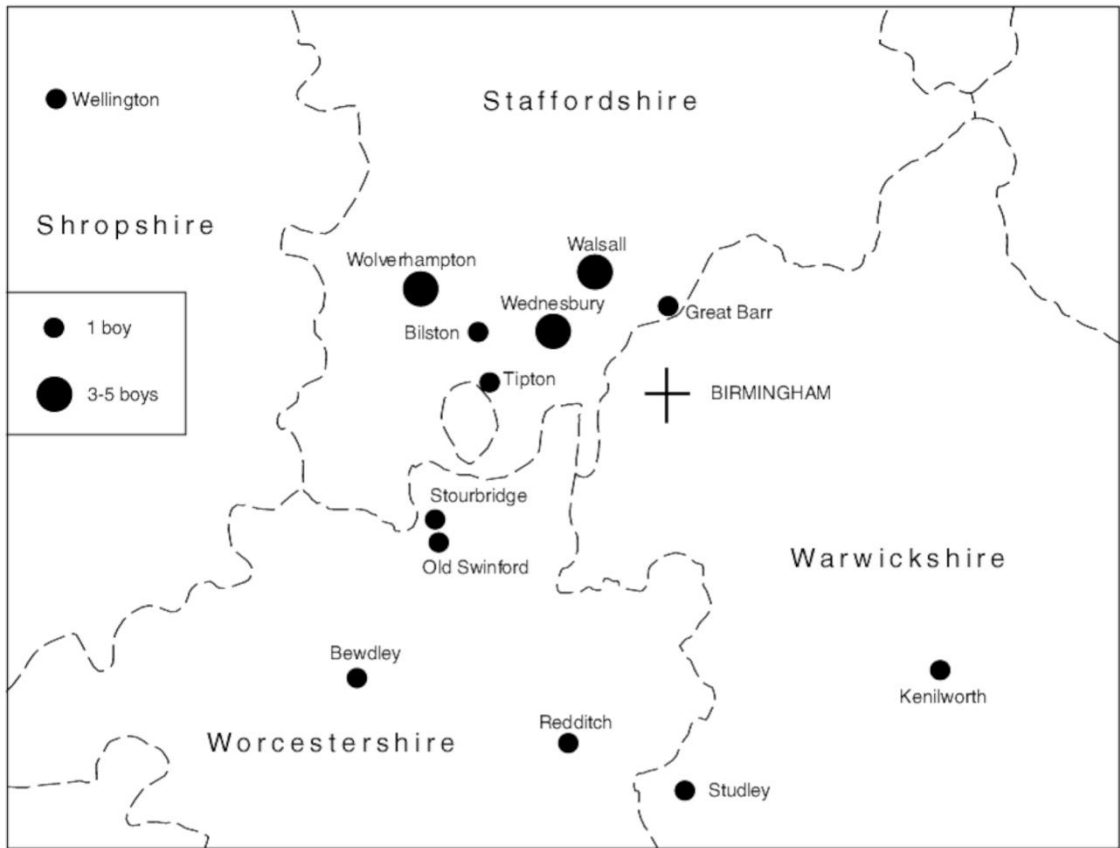 Wellington
Staffordshire
Shropshire
Walsall
Wolverhampton
Wednesbury
Great Barr
1 boy
Bilston
Tipton
3-5 boys
BIRMINGHAM
Stourbridge
Old Swinford
Warwickshire
Bewdley
Kenilworth
Redditch
Worcestershire
Studley